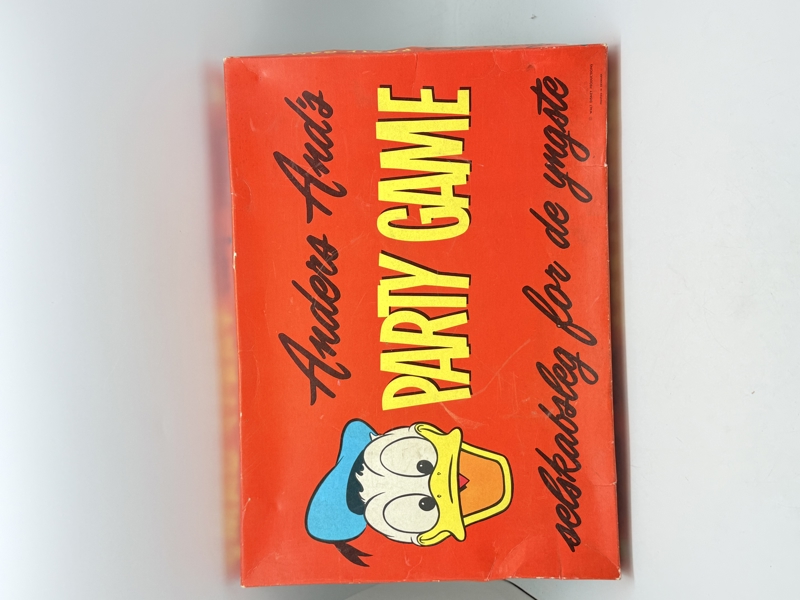 Anders And's
PARTY GAME
selskabsleg for de yngste